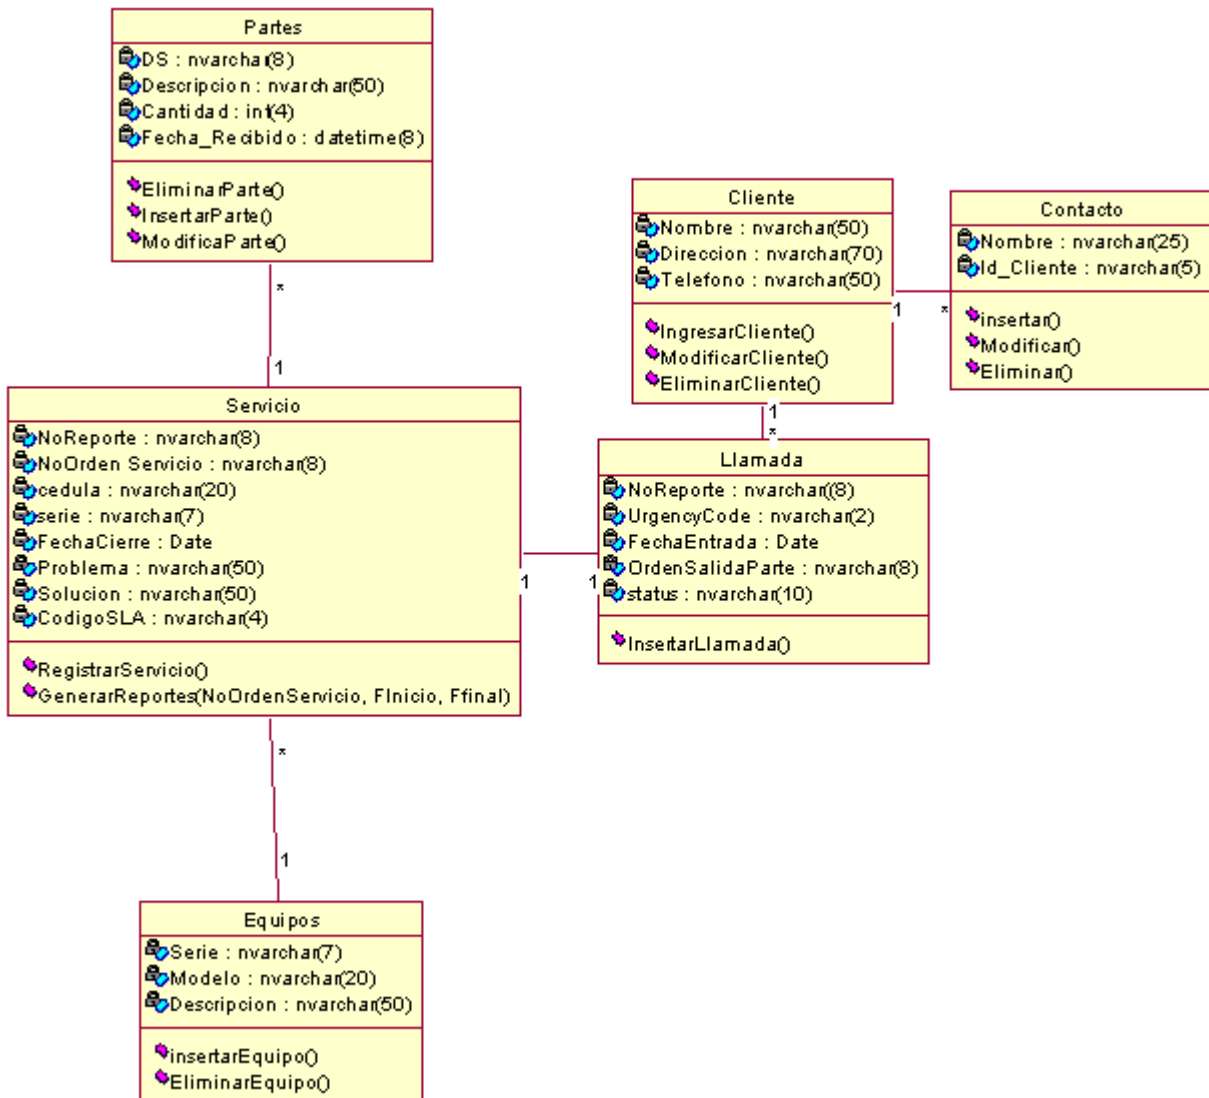 Partes
DS : nvarchar(8)
Descripcion : nvarchar(50)
Cantidad : int(4)
Fecha_Recibido : datetime(8)
EliminarParte()
InsertarParte()
ModificaParte()
*
1
Servicio
NoReporte : nvarchar(8)
NoOrden Servicio : nvarchar(8)
cedula : nvarchar(20)
serie : nvarchar(7)
FechaCierre : Date
Problema : nvarchar(50)
Solucion : nvarchar(50)
CodigoSLA : nvarchar(4)
RegistrarServicio()
GenerarReportes(NoOrdenServicio, FInicio, Ffinal)
*
1
Equipos
Serie : nvarchar(7)
Modelo : nvarchar(20)
Descripcion : nvarchar(50)
insertarEquipo()
EliminarEquipo()
Cliente
Nombre : nvarchar(50)
Direccion : nvarchar(70)
Telefono : nvarchar(50)
IngresarCliente()
ModificarCliente()
EliminarCliente()
1
*
Contacto
Nombre : nvarchar(25)
Id_Cliente : nvarchar(5)
insertar()
Modificar()
Eliminar()
1
*
Llamada
NoReporte : nvarchar((8)
UrgencyCode : nvarchar(2)
FechaEntrada : Date
OrdenSalidaParte : nvarchar(8)
status : nvarchar(10)
InsertarLlamada()
1
1